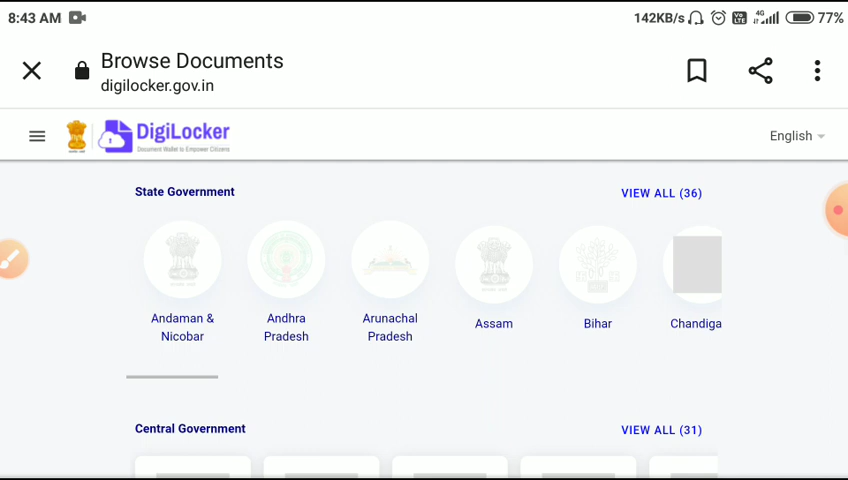 8:43 AM
142KB/s
4G
77%
Browse Documents
digilocker.gov.in
DigiLocker
Document Wallet to Empower Citizens
English
State Government
VIEW ALL (36)
Andaman &
Nicobar
Andhra
Pradesh
Arunachal
Pradesh
Assam
Bihar
Chandiga
Central Government
VIEW ALL (31)